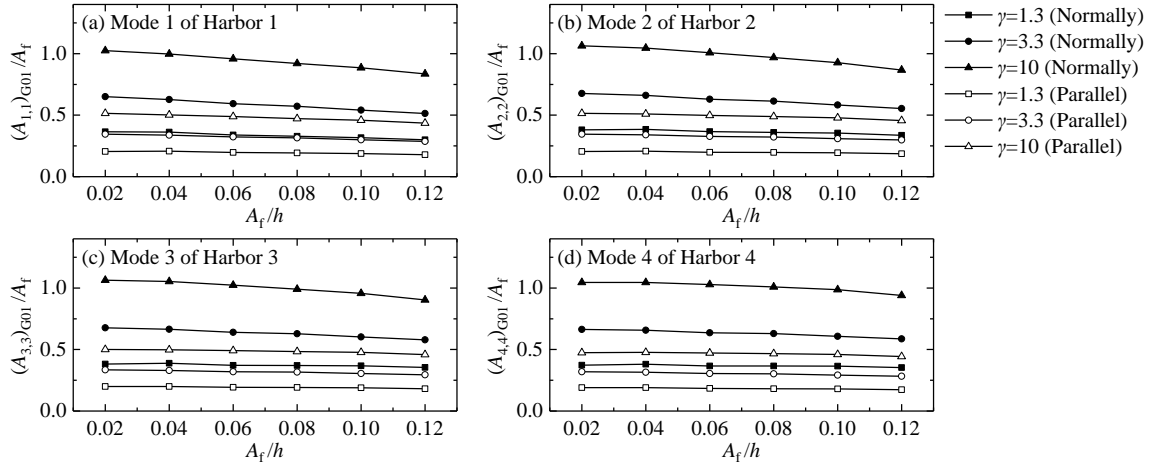 (a) Mode 1 of Harbor 1
1.0
0.5
0.0
(A1,1)G01/Af
0.02 0.04 0.06 0.08 0.10 0.12
Af/h
(b) Mode 2 of Harbor 2
1.0
0.5
0.0
(A2,2)G01/Af
0.02 0.04 0.06 0.08 0.10 0.12
Af/h
γ=1.3 (Normally)
γ=3.3 (Normally)
γ=10 (Normally)
γ=1.3 (Parallel)
γ=3.3 (Parallel)
γ=10 (Parallel)
(c) Mode 3 of Harbor 3
1.0
0.5
0.0
(A3,3)G01/Af
0.02 0.04 0.06 0.08 0.10 0.12
Af/h
(d) Mode 4 of Harbor 4
1.0
0.5
0.0
(A4,4)G01/Af
0.02 0.04 0.06 0.08 0.10 0.12
Af/h